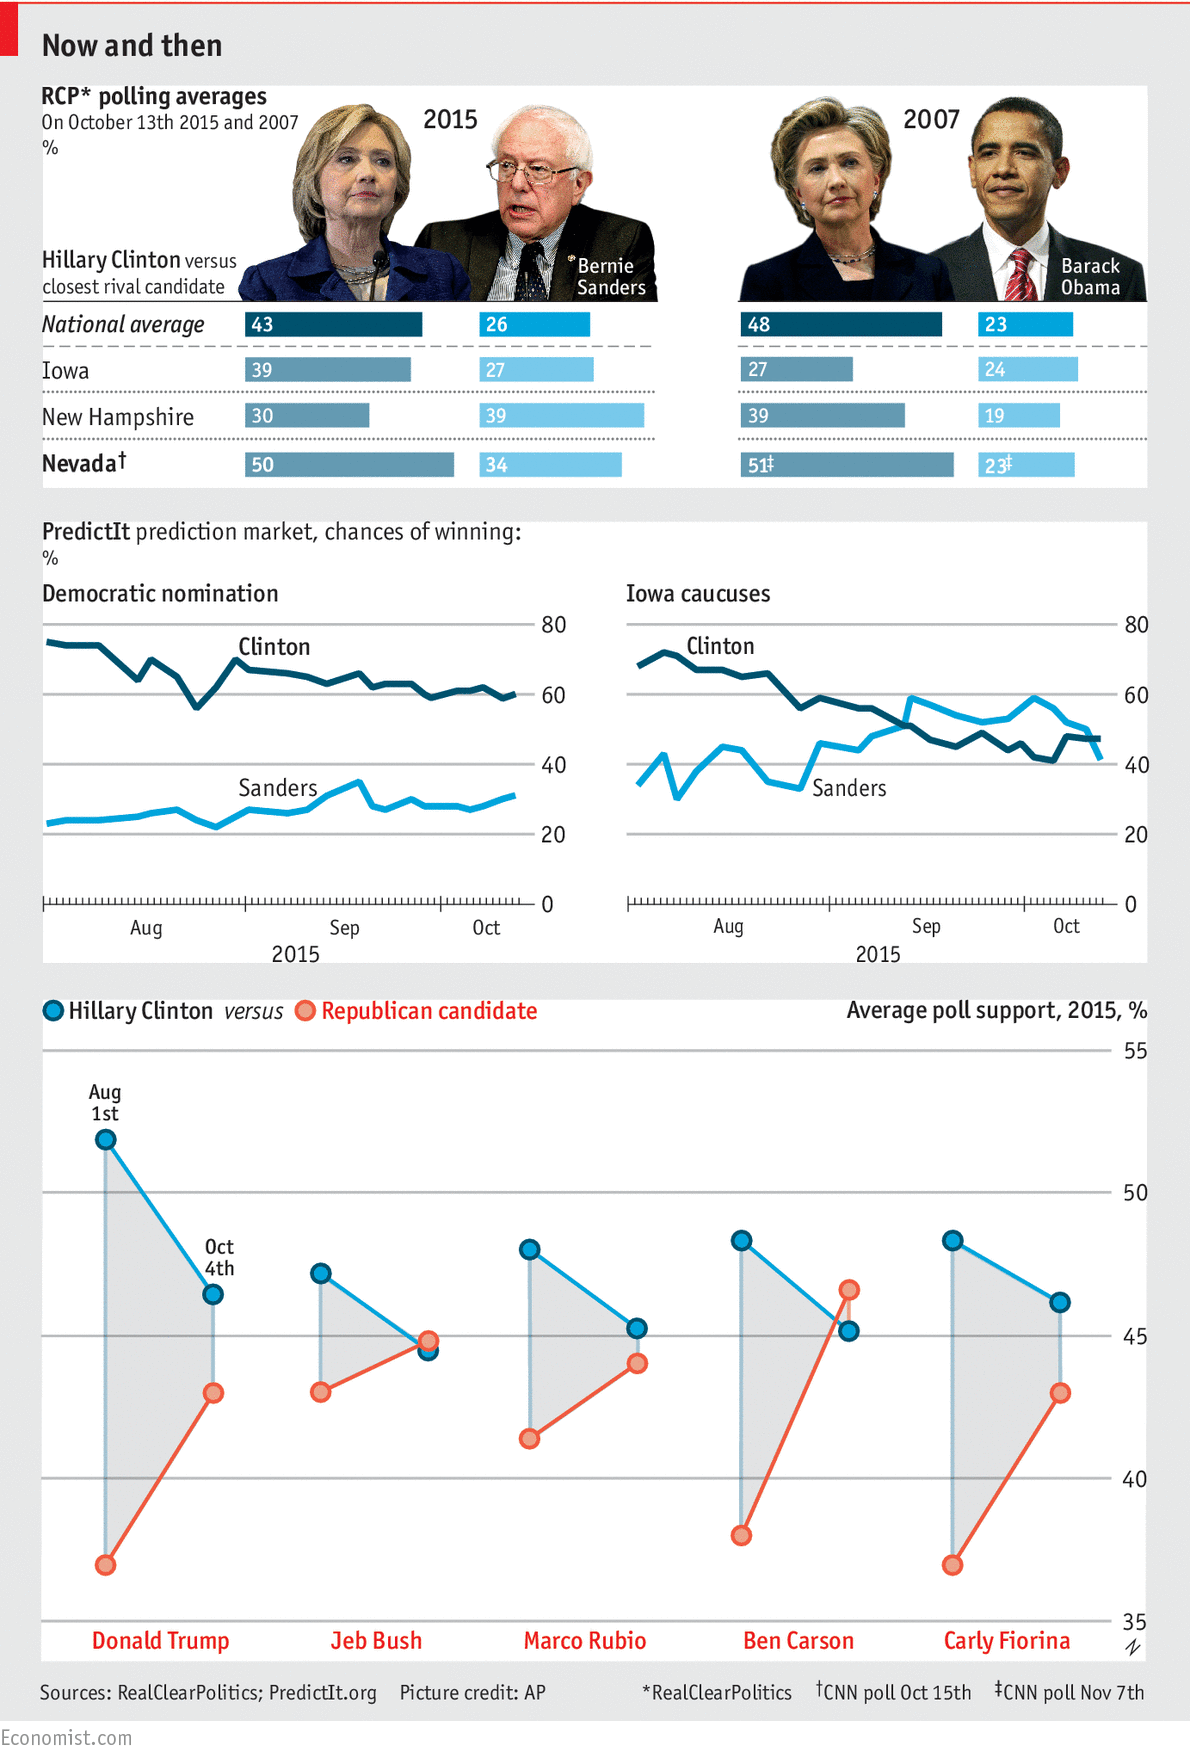 Now and then
RCP* polling averages
On October 13th 2015 and 2007
%
2015
2007
Hillary Clinton versus
closest rival candidate
Bernie
Sanders
Barack
Obama
National average 43 26 48 23
Iowa 39 27 27 24
New Hampshire 30 39 39 19
Nevada† 50 34 51‡ 23‡
PredictIt prediction market, chances of winning:
%
Democratic nomination
80
Clinton
60
40
Sanders
20
0
Aug Sep Oct
2015
Iowa caucuses
80
Clinton
60
40
Sanders
20
0
Aug Sep Oct
2015
Hillary Clinton versus Republican candidate
Average poll support, 2015, %
55
Aug
1st
50
Oct
4th
45
40
35
Donald Trump Jeb Bush Marco Rubio Ben Carson Carly Fiorina
Sources: RealClearPolitics; PredictIt.org Picture credit: AP *RealClearPolitics †CNN poll Oct 15th ‡CNN poll Nov 7th
Economist.com